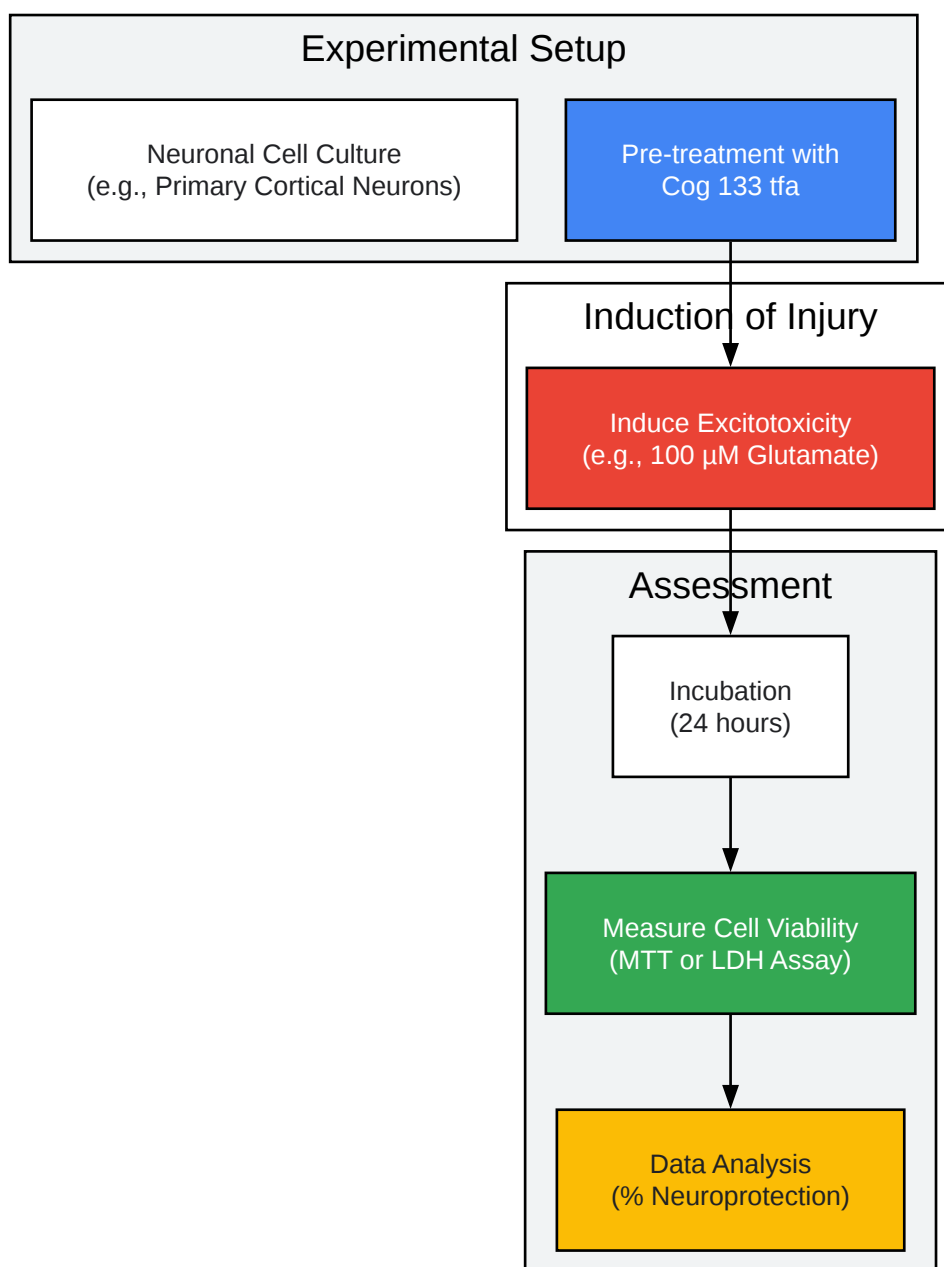 Experimental Setup
Neuronal Cell Culture
(e.g., Primary Cortical Neurons)
Pre-treatment with
Cog 133 tfa
Induction of Injury
Induce Excitotoxicity
(e.g., 100 µM Glutamate)
Assessment
Incubation
(24 hours)
Measure Cell Viability
(MTT or LDH Assay)
Data Analysis
(% Neuroprotection)